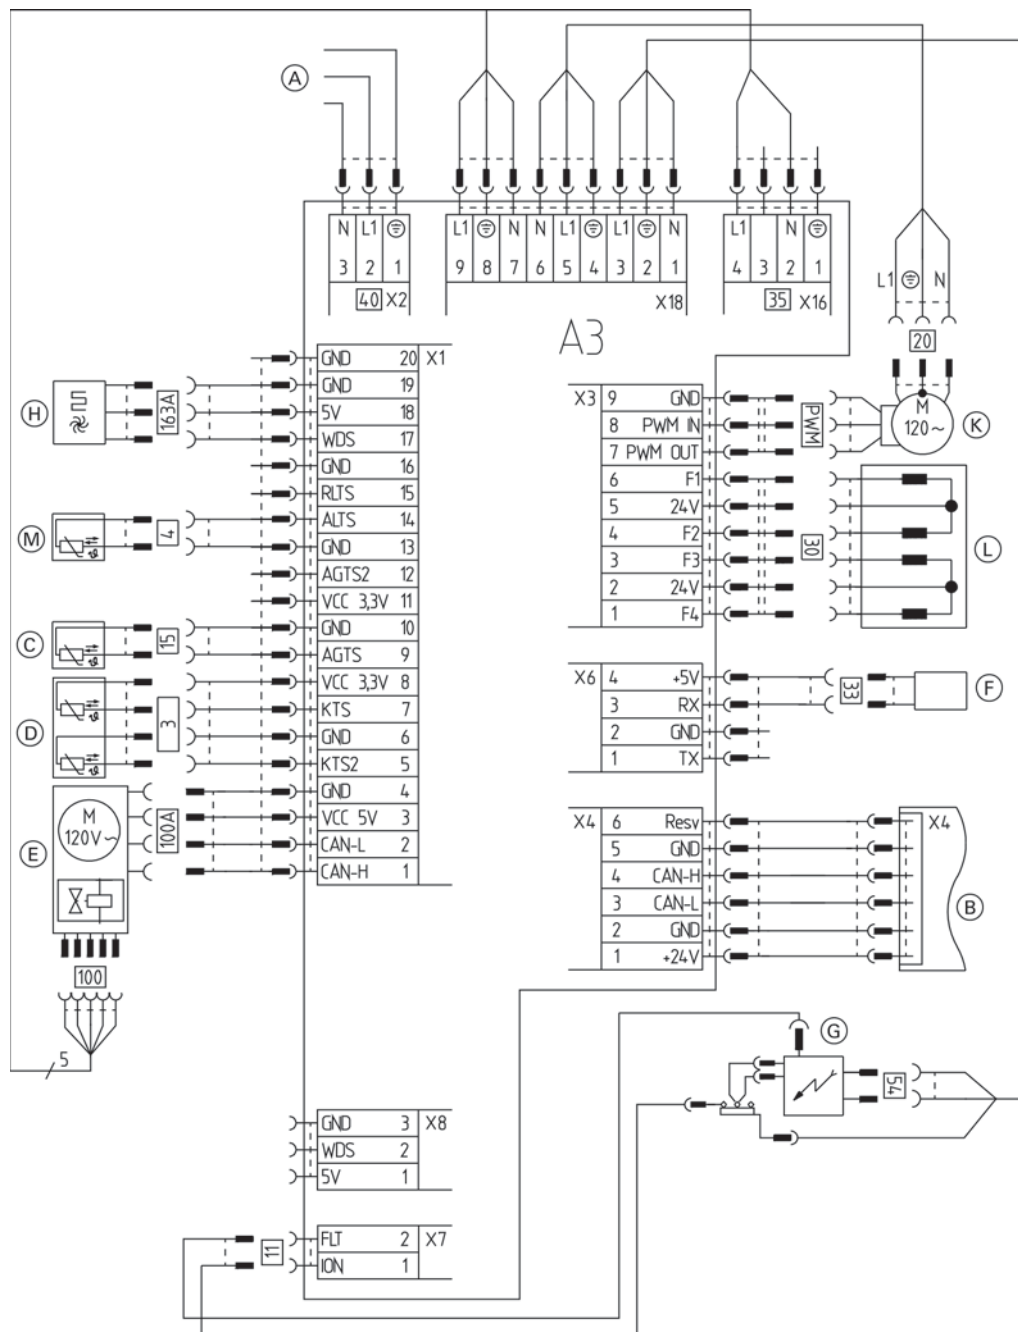 A
N L1
3 2 1
40 X2
L1 N N L1 L1 N
9 8 7 6 5 4 3 2 1
X18
L1 N
4 3 2 1
35 X16
L1 N
20
M
120~
K
A3
H
163A
M
4
C
15
D
3
E
M
120V~
100A
100
5
GND 20 X1
GND 19
5V 18
WDS 17
GND 16
RLTS 15
ALTS 14
GND 13
AGTS2 12
VCC 3,3V 11
GND 10
AGTS 9
VCC 3,3V 8
KTS 7
GND 6
KTS2 5
GND 4
VCC 5V 3
CAN-L 2
CAN-H 1
X3 9 GND
8 PWM IN
7 PWM OUT
6 F1
5 24V
4 F2
3 F3
2 24V
1 F4
PWM
30
L
X6 4 +5V
3 RX
2 GND
1 TX
33
F
X4 6 Resv
5 GND
4 CAN-H
3 CAN-L
2 GND
1 +24V
X4
B
G
54
GND 3 X8
WDS 2
5V 1
FLT 2 X7
ION 1
11